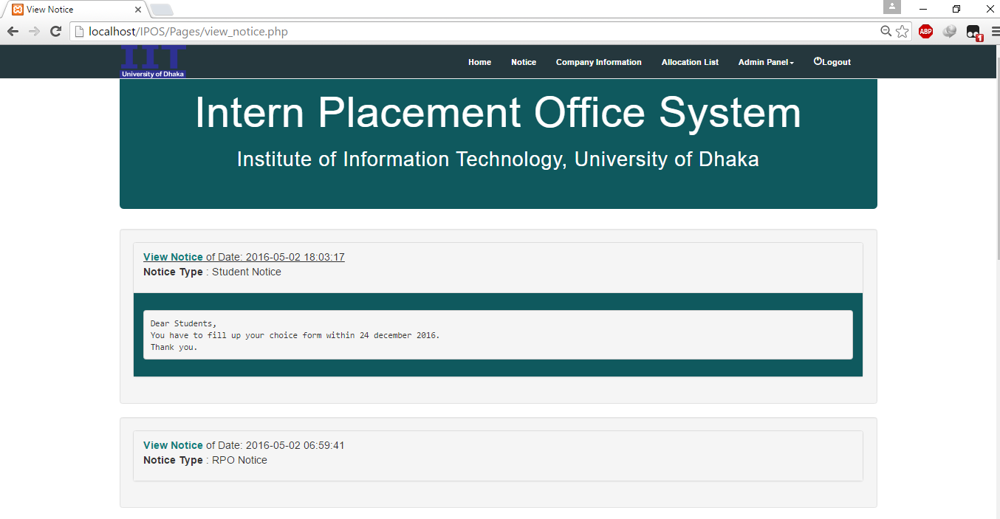 View Notice
localhost/IPOS/Pages/view_notice.php
ABP
1
IIT
University of Dhaka
Home Notice Company Information Allocation List Admin Panel Logout
Intern Placement Office System
Institute of Information Technology, University of Dhaka
View Notice of Date: 2016-05-02 18:03:17
Notice Type : Student Notice
Dear Students,
You have to fill up your choice form within 24 december 2016.
Thank you.
View Notice of Date: 2016-05-02 06:59:41
Notice Type : RPO Notice